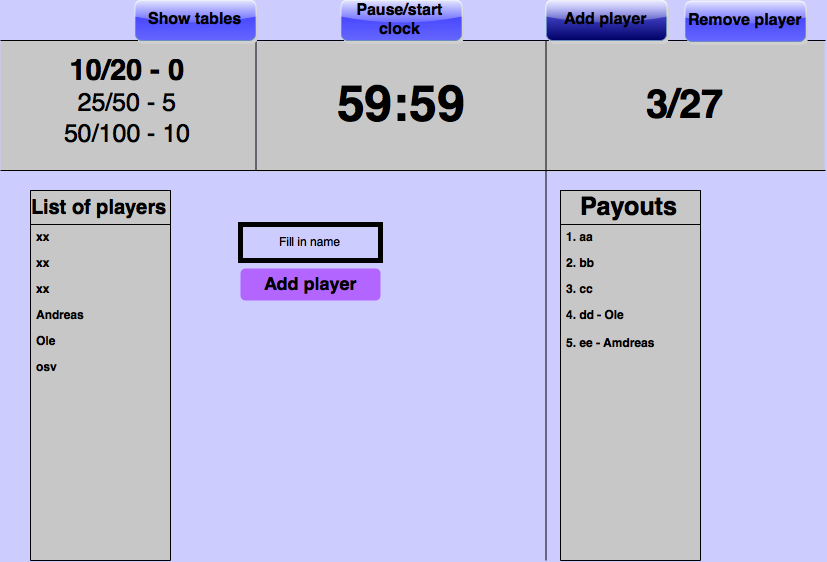 Show tables
Pause/start
clock
Add player
Remove player
10/20 - 0
25/50 - 5
50/100 - 10
59:59
3/27
List of players
xx
xx
xx
Andreas
Ole
osv
Fill in name
Add player
Payouts
1. aa
2. bb
3. cc
4. dd - Ole
5. ee - Amdreas